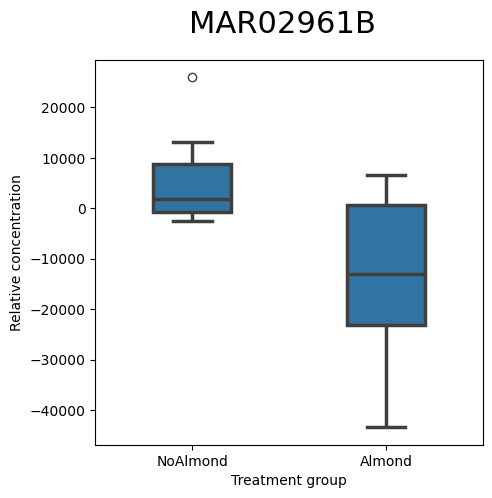 MAR02961B
20000
10000
0
−10000
−20000
−30000
−40000
Relative concentration
NoAlmond
Almond
Treatment group